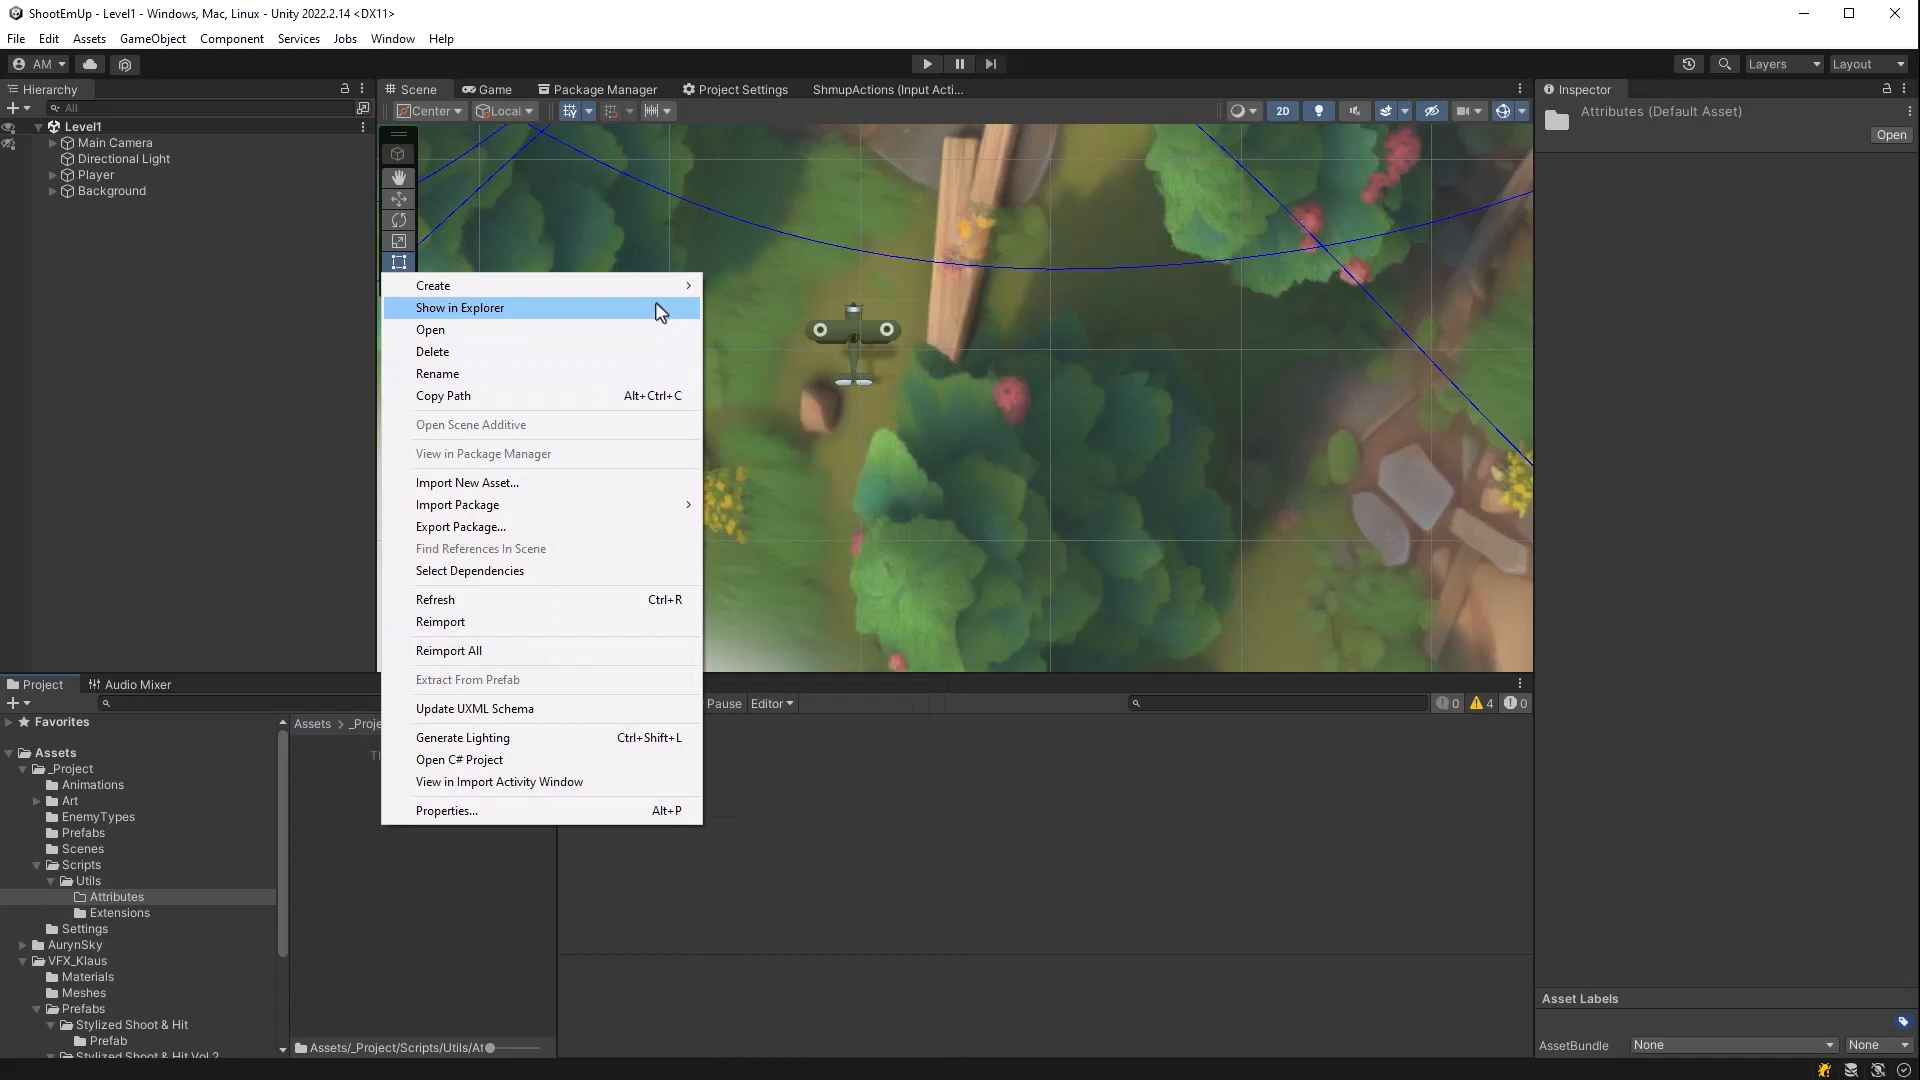 ShootEmUp - Level1 - Windows, Mac, Linux - Unity 2022.2.14 <DX11>
File Edit Assets GameObject Component Services Jobs Window Help
AM Layers Layout
Hierarchy Scene Game Package Manager Project Settings ShmupActions (Input Acti... Inspector
All Center Local 2D Attributes (Default Asset)
Open
Level1
Main Camera
Directional Light
Player
Background
Create
Show in Explorer
Open
Delete
Rename
Copy Path Alt+Ctrl+C
Open Scene Additive
View in Package Manager
Import New Asset...
Import Package
Export Package...
Find References In Scene
Select Dependencies
Refresh Ctrl+R
Reimport
Reimport All
Extract From Prefab
Update UXML Schema
Generate Lighting Ctrl+Shift+L
Open C# Project
View in Import Activity Window
Properties... Alt+P
Project Audio Mixer
Pause Editor 0 4 0
Favorites
Assets > _Proje
Assets
_Project
Animations
Art
EnemyTypes
Prefabs
Scenes
Scripts
Utils
Attributes
Extensions
Settings
AurynSky
VFX_Klaus
Materials
Meshes
Prefabs
Stylized Shoot & Hit
Prefab
Stylized Shoot & Hit Vol.2
Assets/_Project/Scripts/Utils/At
Asset Labels
AssetBundle None None